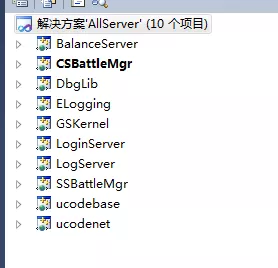 解决方案'AllServer' (10 个项目)
BalanceServer
CSBattleMgr
DbgLib
ELogging
GSKernel
LoginServer
LogServer
SSBattleMgr
ucodebase
ucodenet